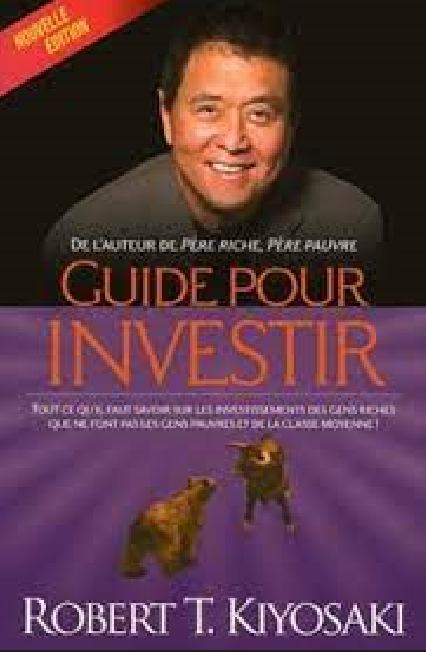 NOUVELLE
ÉDITION
DE L'AUTEUR DE PÈRE RICHE, PÈRE PAUVRE
GUIDE POUR
INVESTIR
TOUT CE QU'IL FAUT SAVOIR SUR LES INVESTISSEMENTS DES GENS RICHES
QUE NE FONT PAS LES GENS PAUVRES ET DE LA CLASSE MOYENNE !
ROBERT T. KIYOSAKI